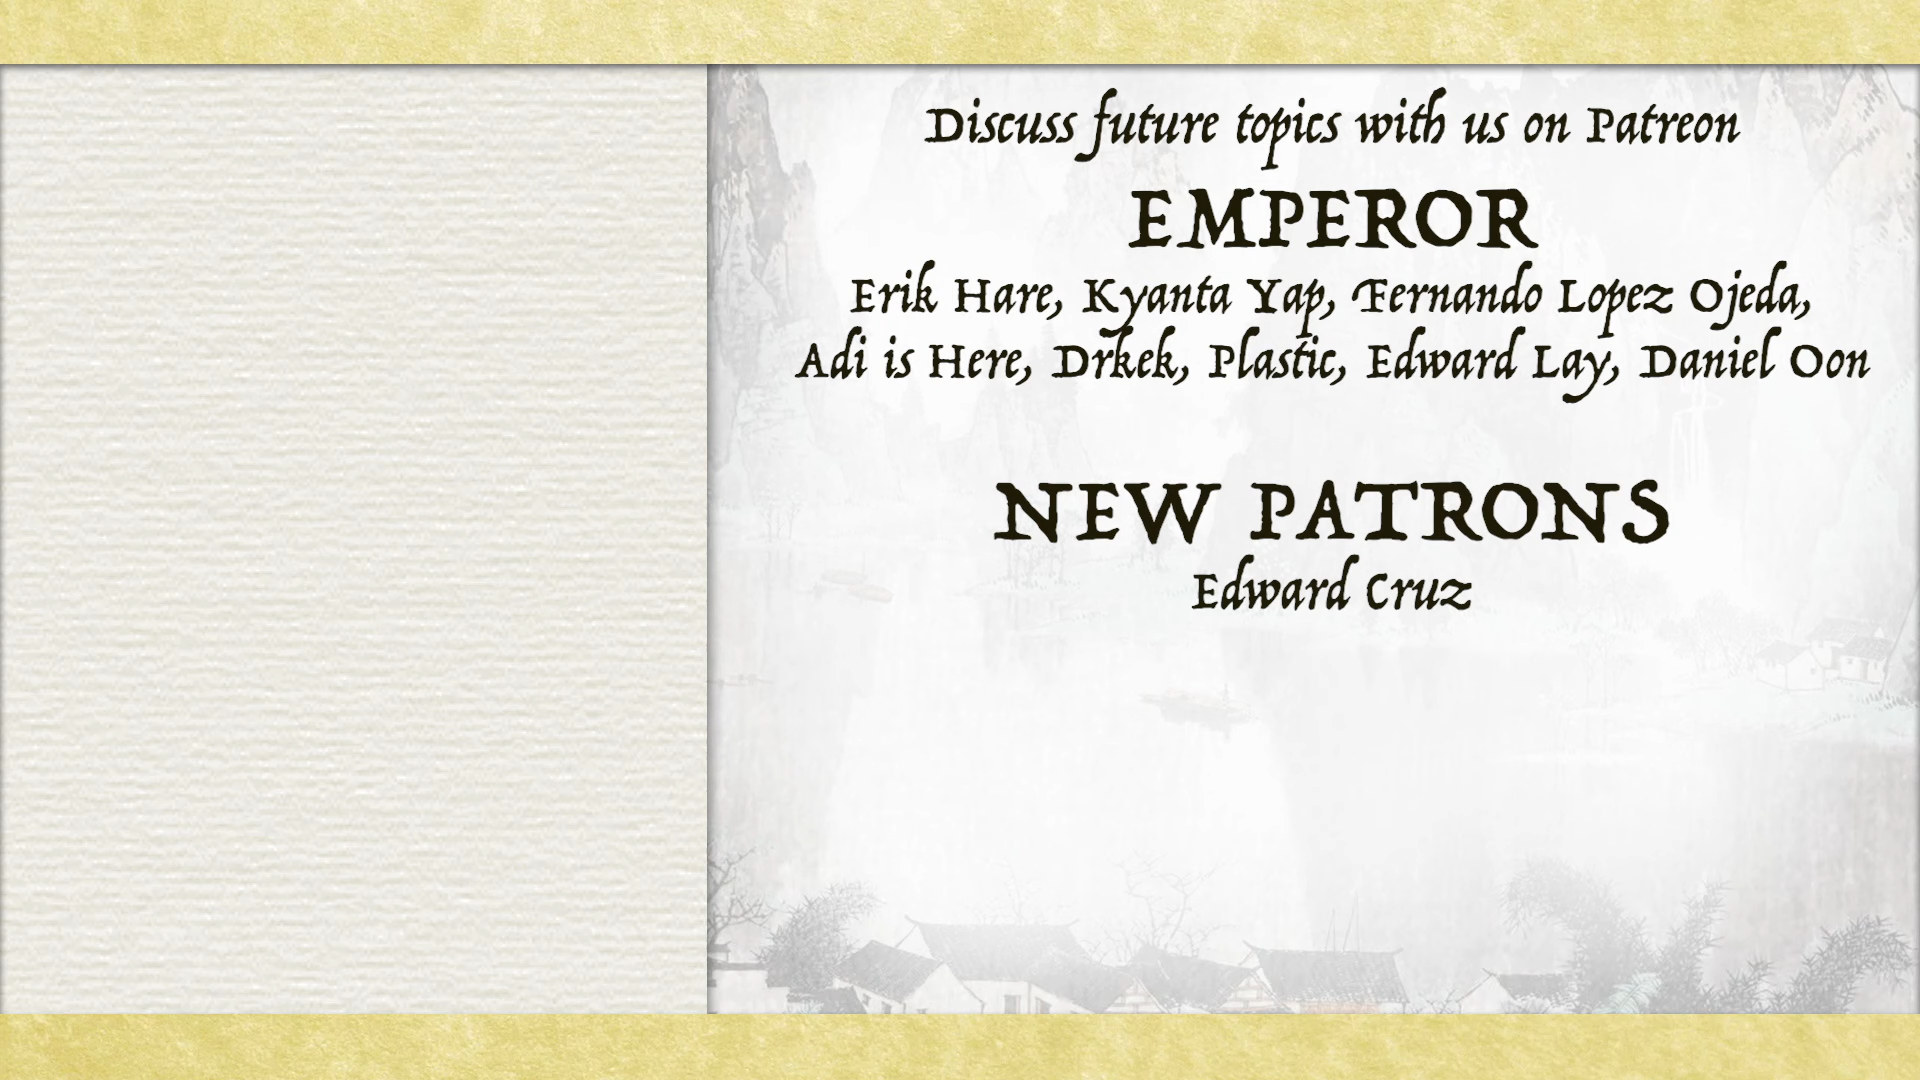 Discuss future topics with us on Patreon
EMPEROR
Erik Hare, Kyanta Yap, Fernando Lopez Ojeda,
Adi is Here, Drkek, Plastic, Edward Lay, Daniel Oon
NEW PATRONS
Edward Cruz